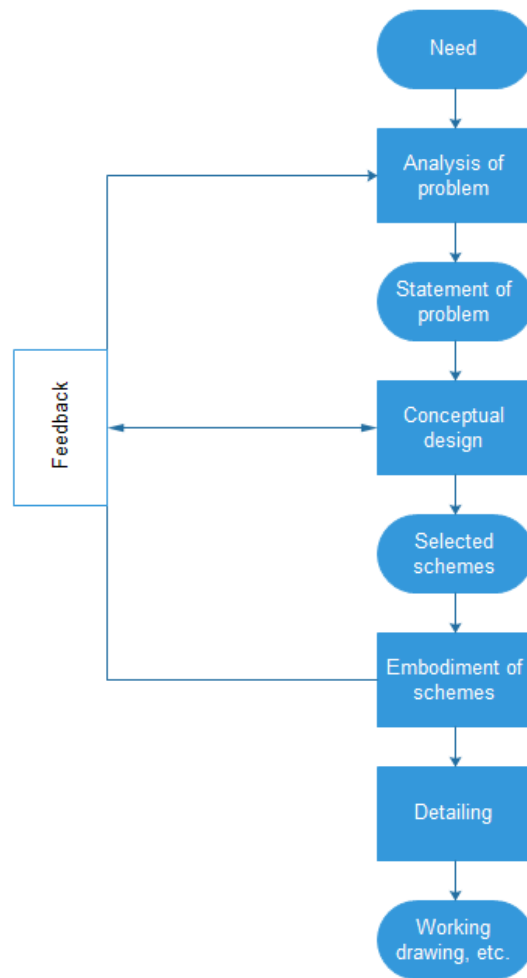 Need
Analysis of
problem
Statement of
problem
Feedback
Conceptual
design
Selected
schemes
Embodiment of
schemes
Detailing
Working
drawing, etc.